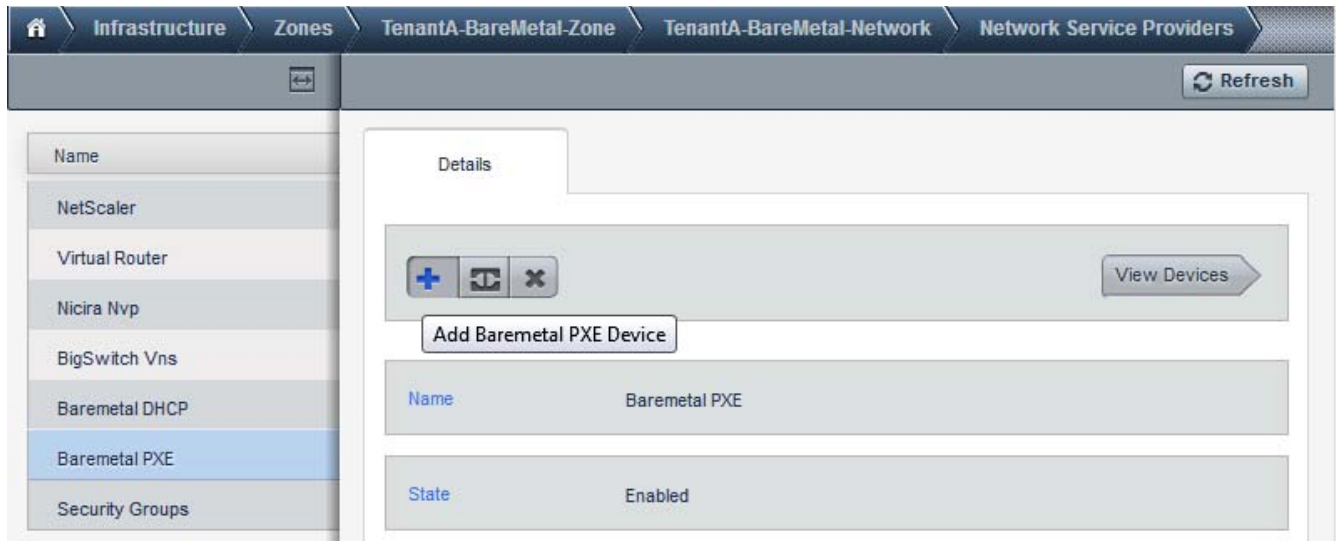 Infrastructure Zones TenantA-BareMetal-Zone TenantA-BareMetal-Network Network Service Providers
Refresh
Name
NetScaler
Virtual Router
Nicira Nvp
BigSwitch Vns
Baremetal DHCP
Baremetal PXE
Security Groups
Details
View Devices
Add Baremetal PXE Device
Name Baremetal PXE
State Enabled